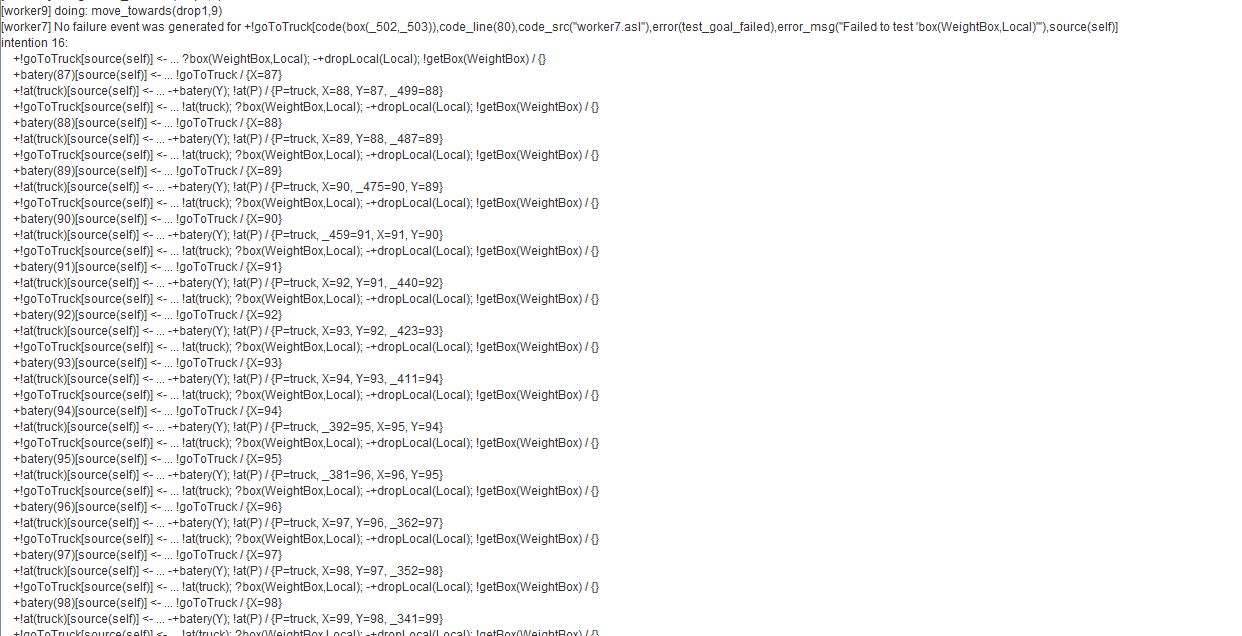 [worker9] doing: move_towards(drop1,9)
[worker7] No failure event was generated for +!goToTruck[code(box(_502,_503)),code_line(80),code_src("worker7.asl"),error(test_goal_failed),error_msg("Failed to test 'box(WeightBox,Local)'"),source(self)]
intention 16:
+!goToTruck[source(self)] <- ... ?box(WeightBox,Local); -+dropLocal(Local); !getBox(WeightBox) / {}
+batery(87)[source(self)] <- ... !goToTruck / {X=87}
+!at(truck)[source(self)] <- ... -+batery(Y); !at(P) / {P=truck, X=88, Y=87, _499=88}
+!goToTruck[source(self)] <- ... !at(truck); ?box(WeightBox,Local); -+dropLocal(Local); !getBox(WeightBox) / {}
+batery(88)[source(self)] <- ... !goToTruck / {X=88}
+!at(truck)[source(self)] <- ... -+batery(Y); !at(P) / {P=truck, X=89, Y=88, _487=89}
+!goToTruck[source(self)] <- ... !at(truck); ?box(WeightBox,Local); -+dropLocal(Local); !getBox(WeightBox) / {}
+batery(89)[source(self)] <- ... !goToTruck / {X=89}
+!at(truck)[source(self)] <- ... -+batery(Y); !at(P) / {P=truck, X=90, _475=90, Y=89}
+!goToTruck[source(self)] <- ... !at(truck); ?box(WeightBox,Local); -+dropLocal(Local); !getBox(WeightBox) / {}
+batery(90)[source(self)] <- ... !goToTruck / {X=90}
+!at(truck)[source(self)] <- ... -+batery(Y); !at(P) / {P=truck, _459=91, X=91, Y=90}
+!goToTruck[source(self)] <- ... !at(truck); ?box(WeightBox,Local); -+dropLocal(Local); !getBox(WeightBox) / {}
+batery(91)[source(self)] <- ... !goToTruck / {X=91}
+!at(truck)[source(self)] <- ... -+batery(Y); !at(P) / {P=truck, X=92, Y=91, _440=92}
+!goToTruck[source(self)] <- ... !at(truck); ?box(WeightBox,Local); -+dropLocal(Local); !getBox(WeightBox) / {}
+batery(92)[source(self)] <- ... !goToTruck / {X=92}
+!at(truck)[source(self)] <- ... -+batery(Y); !at(P) / {P=truck, X=93, Y=92, _423=93}
+!goToTruck[source(self)] <- ... !at(truck); ?box(WeightBox,Local); -+dropLocal(Local); !getBox(WeightBox) / {}
+batery(93)[source(self)] <- ... !goToTruck / {X=93}
+!at(truck)[source(self)] <- ... -+batery(Y); !at(P) / {P=truck, X=94, Y=93, _411=94}
+!goToTruck[source(self)] <- ... !at(truck); ?box(WeightBox,Local); -+dropLocal(Local); !getBox(WeightBox) / {}
+batery(94)[source(self)] <- ... !goToTruck / {X=94}
+!at(truck)[source(self)] <- ... -+batery(Y); !at(P) / {P=truck, _392=95, X=95, Y=94}
+!goToTruck[source(self)] <- ... !at(truck); ?box(WeightBox,Local); -+dropLocal(Local); !getBox(WeightBox) / {}
+batery(95)[source(self)] <- ... !goToTruck / {X=95}
+!at(truck)[source(self)] <- ... -+batery(Y); !at(P) / {P=truck, _381=96, X=96, Y=95}
+!goToTruck[source(self)] <- ... !at(truck); ?box(WeightBox,Local); -+dropLocal(Local); !getBox(WeightBox) / {}
+batery(96)[source(self)] <- ... !goToTruck / {X=96}
+!at(truck)[source(self)] <- ... -+batery(Y); !at(P) / {P=truck, X=97, Y=96, _362=97}
+!goToTruck[source(self)] <- ... !at(truck); ?box(WeightBox,Local); -+dropLocal(Local); !getBox(WeightBox) / {}
+batery(97)[source(self)] <- ... !goToTruck / {X=97}
+!at(truck)[source(self)] <- ... -+batery(Y); !at(P) / {P=truck, X=98, Y=97, _352=98}
+!goToTruck[source(self)] <- ... !at(truck); ?box(WeightBox,Local); -+dropLocal(Local); !getBox(WeightBox) / {}
+batery(98)[source(self)] <- ... !goToTruck / {X=98}
+!at(truck)[source(self)] <- ... -+batery(Y); !at(P) / {P=truck, X=99, Y=98, _341=99}
+!goToTruck[source(self)] <- ... !at(truck); ?box(WeightBox,Local); -+dropLocal(Local); !getBox(WeightBox) / {}